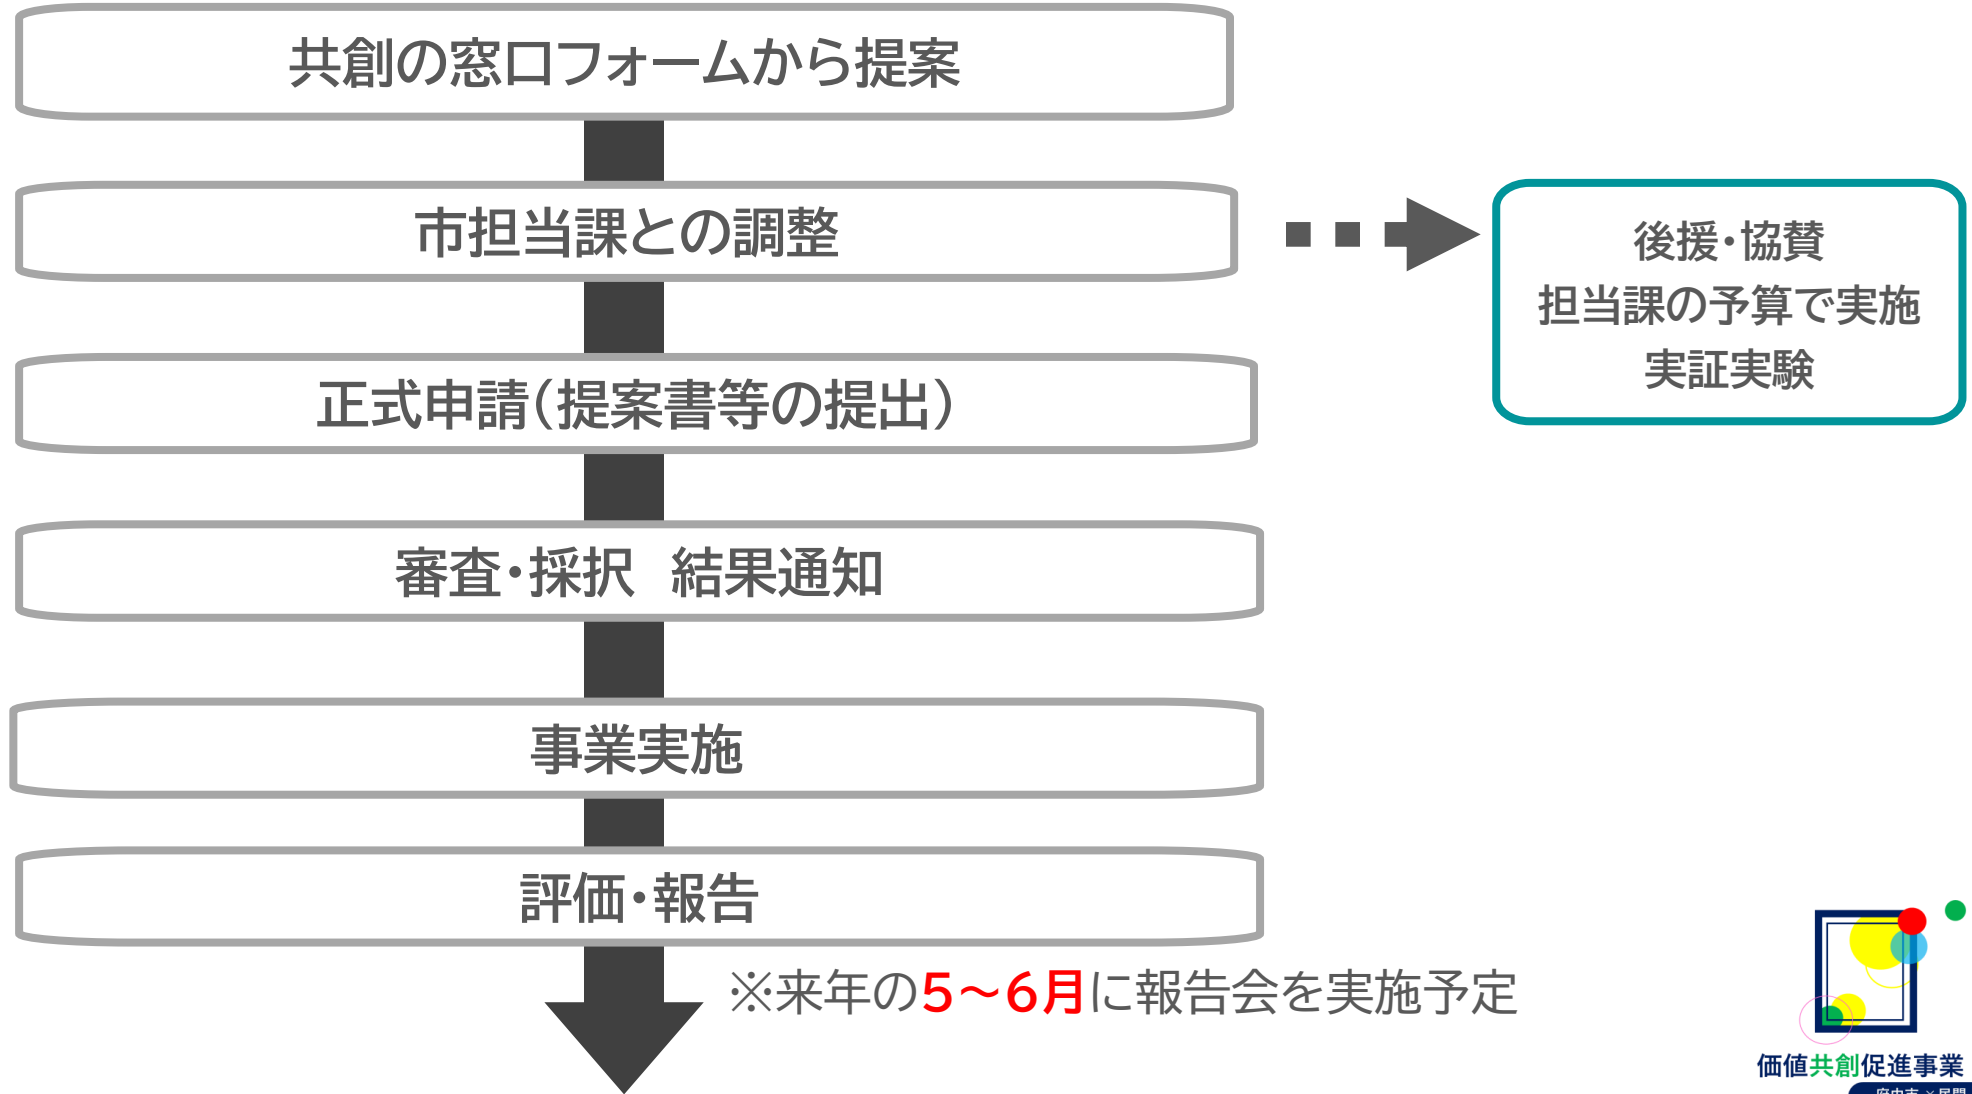 共創の窓口フォームから提案
市担当課との調整
後援・協賛
担当課の予算で実施
実証実験
正式申請(提案書等の提出)
審査・採択　結果通知
事業実施
評価・報告
※来年の5～6月に報告会を実施予定
価値共創促進事業